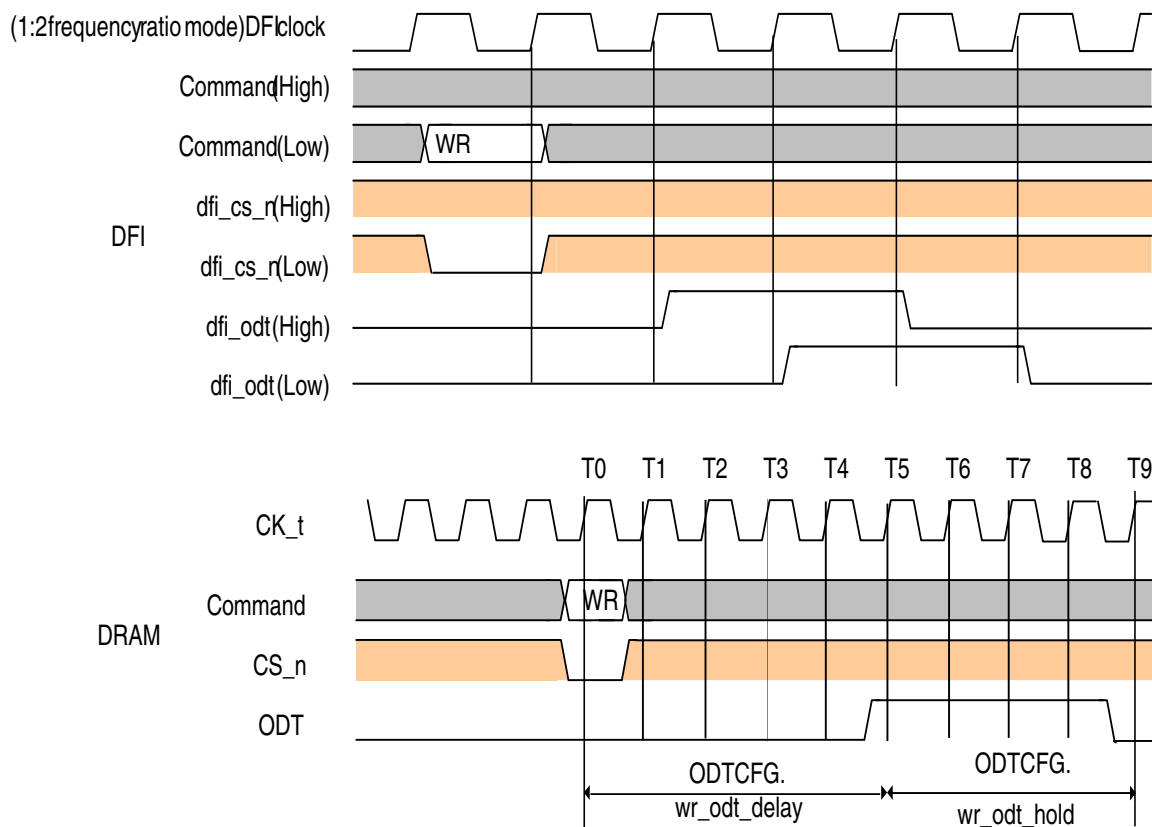 (1:2frequencyratio mode)DFIclock
Command(High)
Command(Low)
WR
dfi_cs_n(High)
DFI
dfi_cs_n(Low)
dfi_odt(High)
dfi_odt(Low)
T0 T1 T2 T3 T4 T5 T6 T7 T8 T9
CK_t
Command
WR
DRAM
CS_n
ODT
ODTCFG.
wr_odt_delay
ODTCFG.
wr_odt_hold